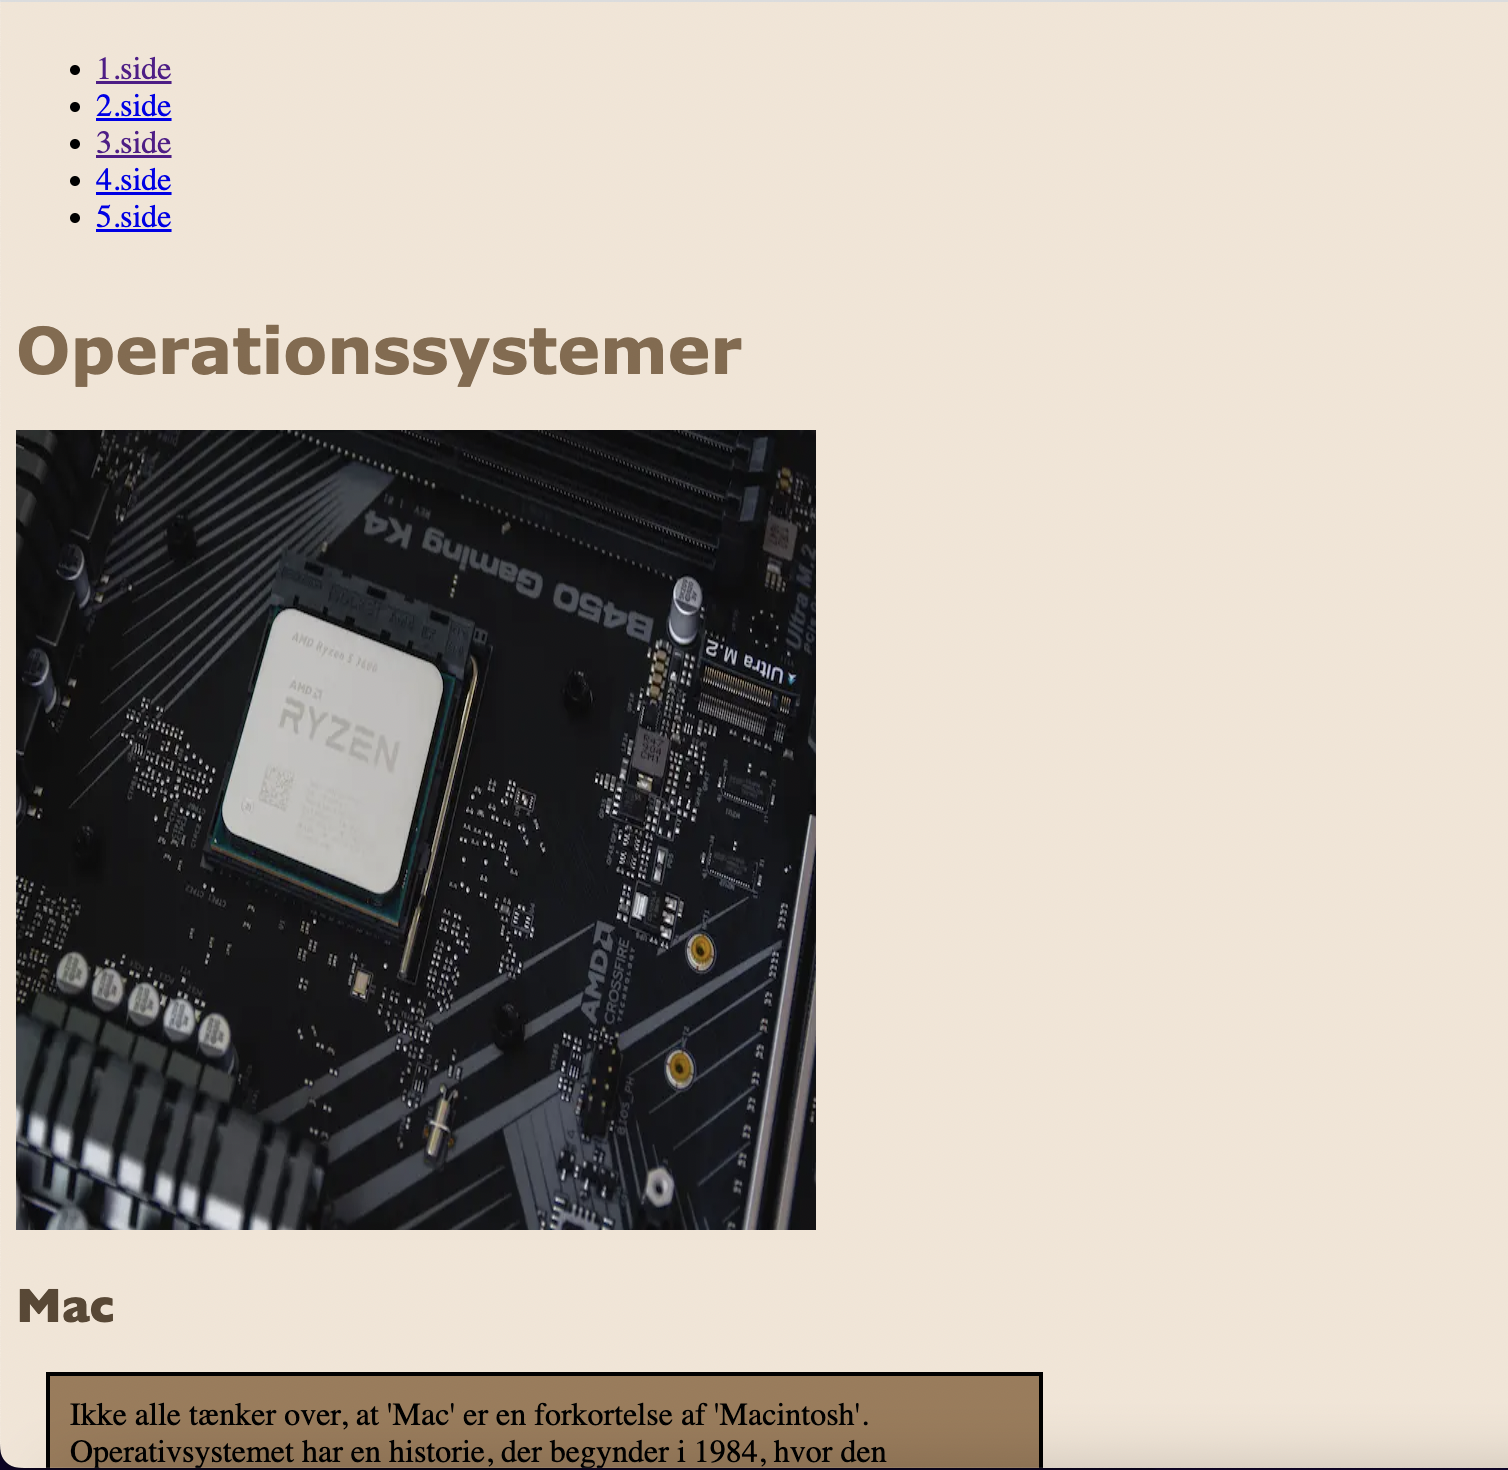 1.side
2.side
3.side
4.side
5.side
Operationssystemer
B450 Gaming K4
Ultra M.2
AMD Ryzen 5 3600
AMD
RYZEN
AMD
CROSSFIRE
TECHNOLOGY
BIOS_PH
Mac
Ikke alle tænker over, at 'Mac' er en forkortelse af 'Macintosh'.
Operativsystemet har en historie, der begynder i 1984, hvor den